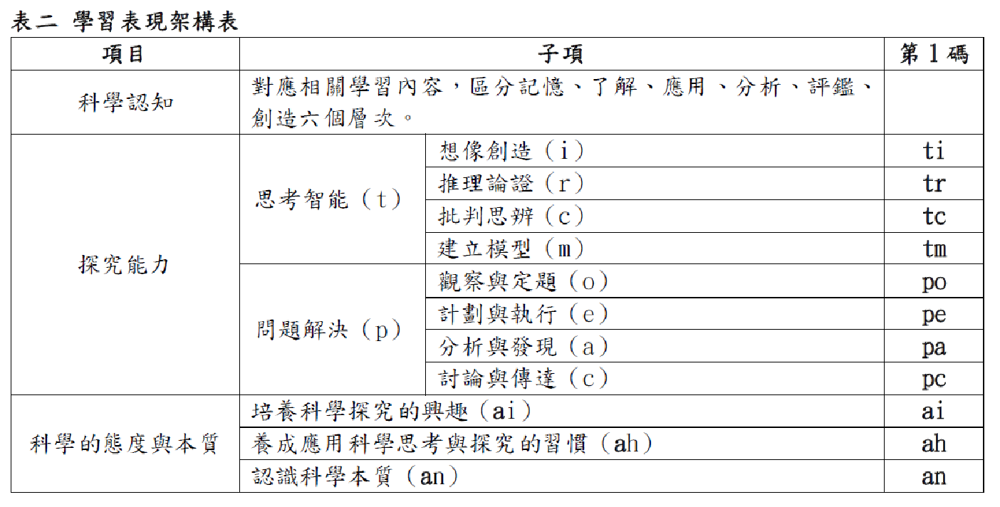 表二 學習表現架構表
項目 子項 第1碼
科學認知 對應相關學習內容，區分記憶、了解、應用、分析、評鑑、
創造六個層次。
探究能力
思考智能（t）
想像創造（i） ti
推理論證（r） tr
批判思辨（c） tc
建立模型（m） tm
問題解決（p）
觀察與定題（o） po
計劃與執行（e） pe
分析與發現（a） pa
討論與傳達（c） pc
科學的態度與本質
培養科學探究的興趣（ai） ai
養成應用科學思考與探究的習慣（ah） ah
認識科學本質（an） an